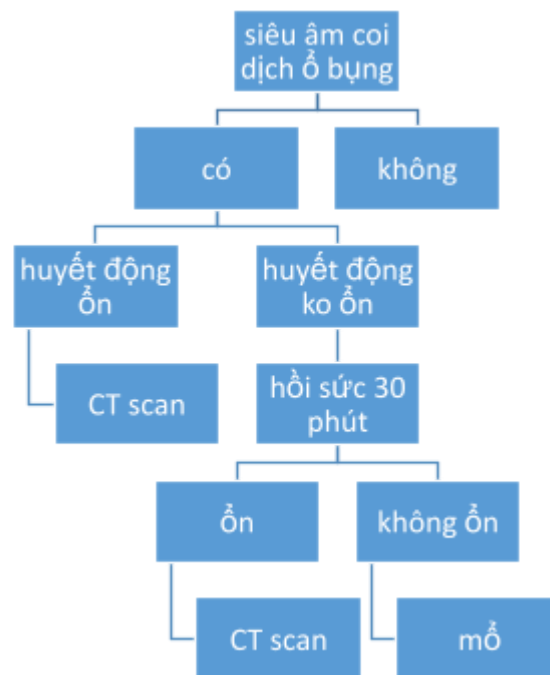 siêu âm coi
dịch ổ bụng
có
không
huyết động
ổn
huyết động
ko ổn
CT scan
hồi sức 30
phút
ổn
không ổn
CT scan
mổ